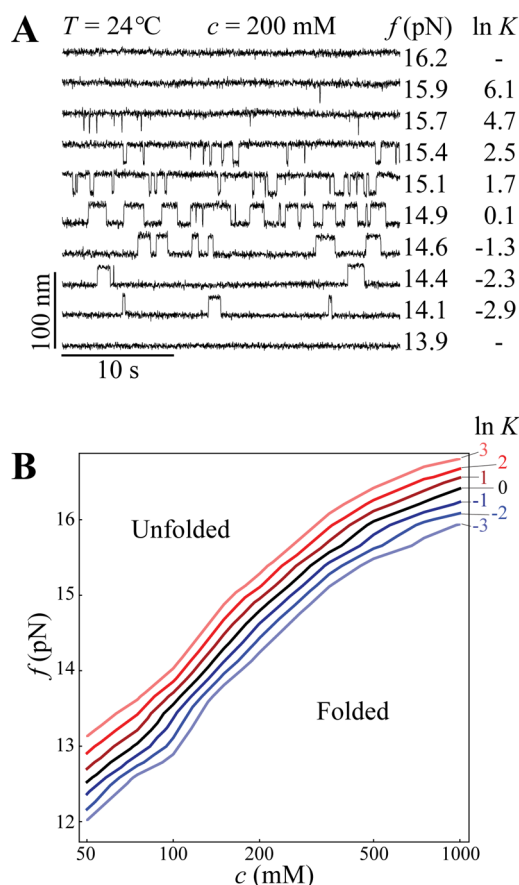 A T = 24°C c = 200 mM f (pN) ln K
16.2 -
15.9 6.1
15.7 4.7
15.4 2.5
15.1 1.7
14.9 0.1
14.6 -1.3
14.4 -2.3
14.1 -2.9
13.9 -
100 nm
10 s
ln K
B
3
2
1
0
-1
-2
-3
Unfolded
Folded
f (pN)
16
15
14
13
12
50 100 200 500 1000
c (mM)